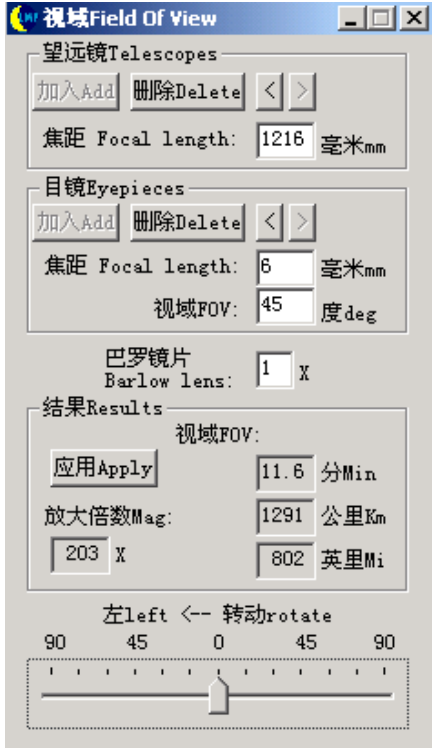 视域Field Of View
望远镜Telescopes
加入Add 删除Delete < >
焦距 Focal length: 1216 毫米mm
目镜Eyepieces
加入Add 删除Delete < >
焦距 Focal length: 6 毫米mm
视域FOV: 45 度deg
巴罗镜片
Barlow lens: 1 X
结果Results
视域FOV:
应用Apply 11.6 分Min
放大倍数Mag: 1291 公里Km
203 X 802 英里Mi
左left <-- 转动rotate
90 45 0 45 90